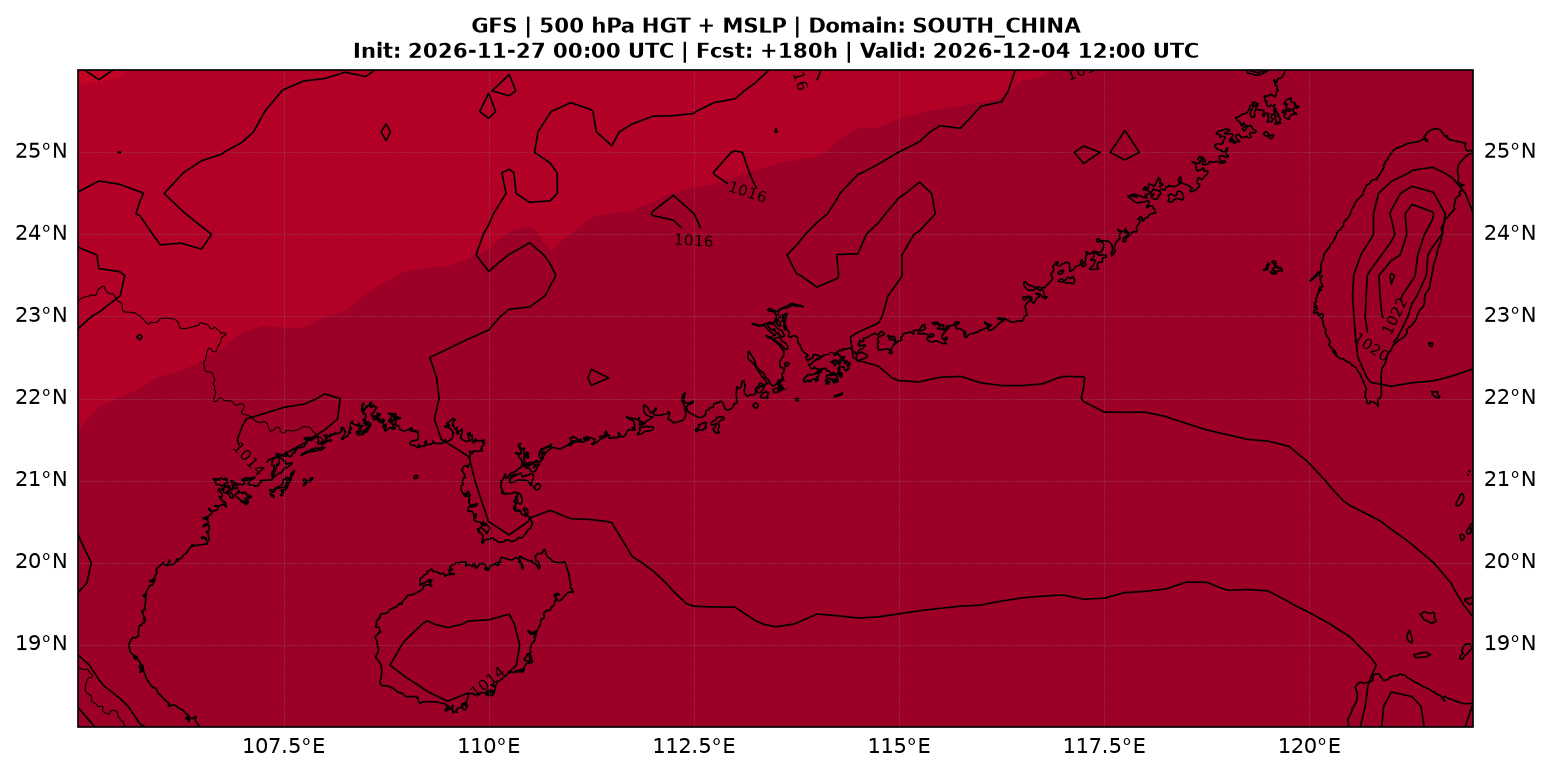 GFS | 500 hPa HGT + MSLP | Domain: SOUTH_CHINA
Init: 2026-11-27 00:00 UTC | Fcst: +180h | Valid: 2026-12-04 12:00 UTC
16
25°N
25°N
1016
24°N
1016
24°N
23°N
1022
23°N
1020
22°N
22°N
1014
21°N
21°N
20°N
20°N
19°N
19°N
1014
107.5°E
110°E
112.5°E
115°E
117.5°E
120°E